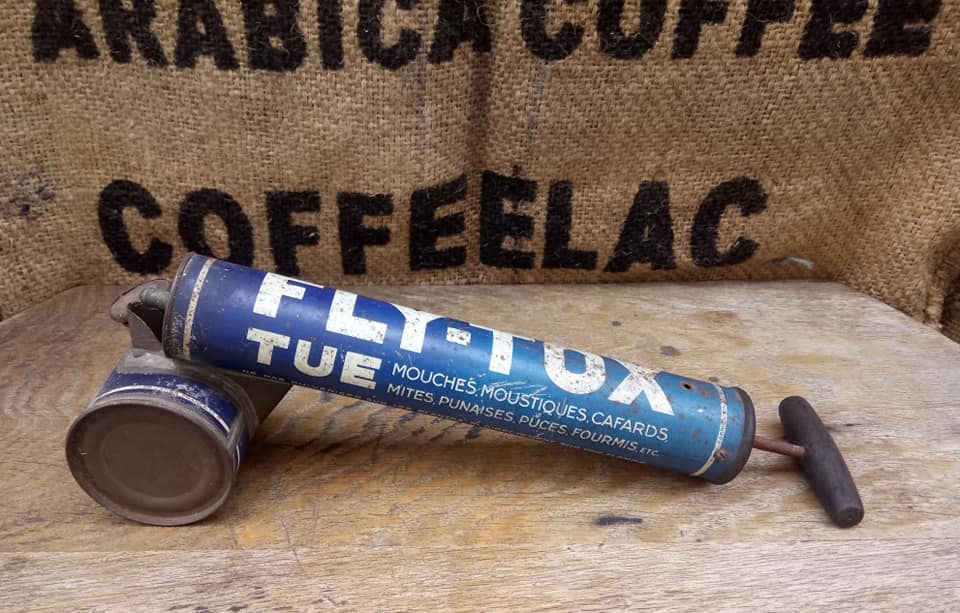 ARABICA COFFEE
COFFEELAC
FLY-TOX
TUE
MOUCHES, MOUSTIQUES, CAFARDS,
MITES, PUNAISES, PUCES, FOURMIS, ETC.